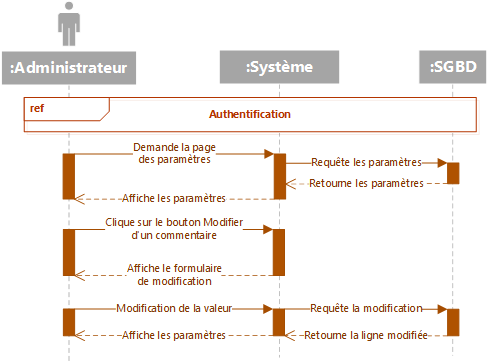 :Administrateur
:Système
:SGBD
ref
Authentification
Demande la page
des paramètres
Requête les paramètres
Retourne les paramètres
Affiche les paramètres
Clique sur le bouton Modifier
d'un commentaire
Affiche le formulaire
de modification
Modification de la valeur
Requête la modification
Affiche les paramètres
Retourne la ligne modifiée